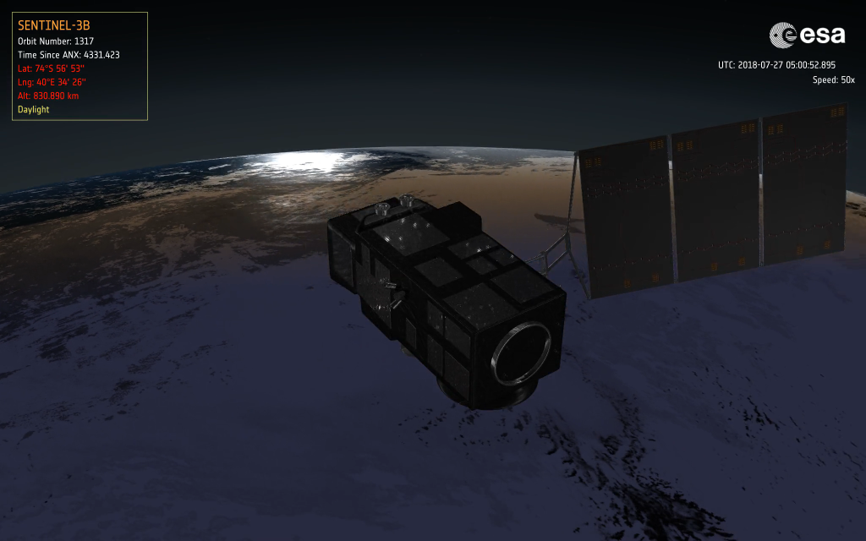 SENTINEL-3B
Orbit Number: 1317
Time Since ANX: 4331.423
Lat: 74°S 56' 53"
Lng: 40°E 34' 26"
Alt: 830.890 km
Daylight
esa
UTC: 2018-07-27 05:00:52.895
Speed: 50x